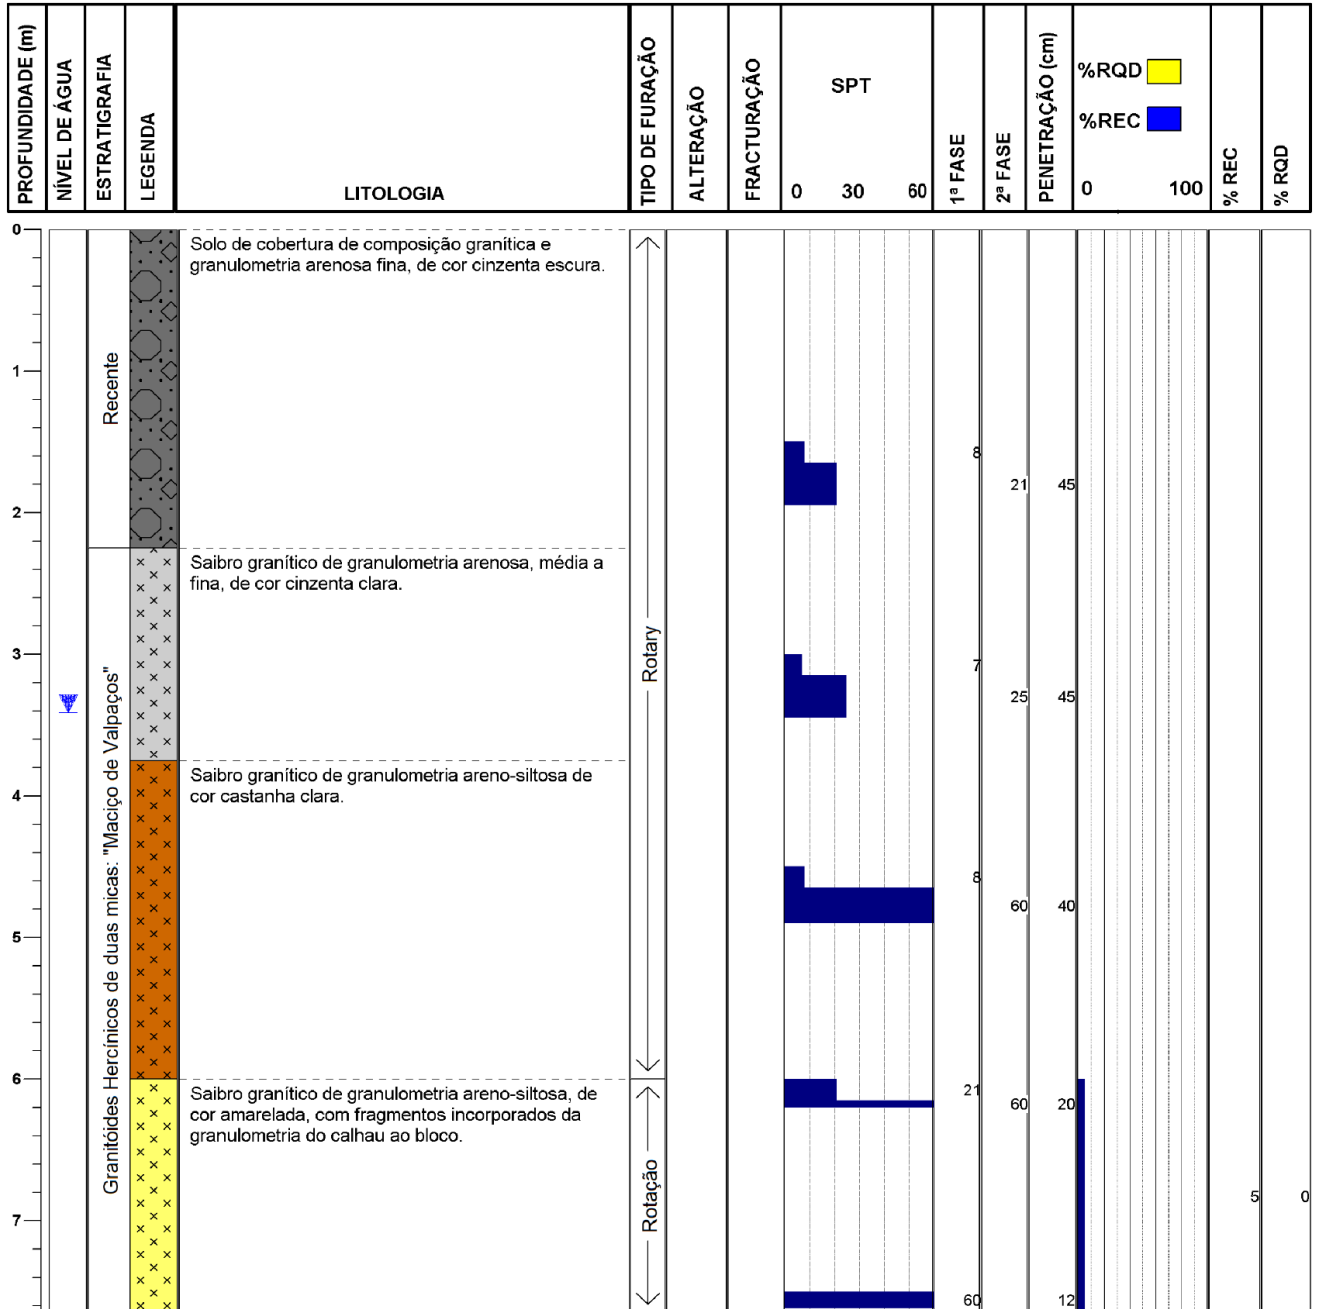 PROFUNDIDADE (m)
NÍVEL DE ÁGUA
ESTRATIGRAFIA
LEGENDA
LITOLOGIA
TIPO DE FURAÇÃO
ALTERAÇÃO
FRACTURAÇÃO
SPT
0 30 60
1ª FASE
2ª FASE
PENETRAÇÃO (cm)
%RQD
%REC
0 100
% REC
% RQD
0
Solo de cobertura de composição granítica e
granulometria arenosa fina, de cor cinzenta escura.
1
Recente
8
21 45
2
Saibro granítico de granulometria arenosa, média a
fina, de cor cinzenta clara.
Rotary
3
7
25 45
Granitóides Hercínicos de duas micas: "Maciço de Valpaços"
Saibro granítico de granulometria areno-siltosa de
cor castanha clara.
4
8
60 40
5
6
Saibro granítico de granulometria areno-siltosa, de
cor amarelada, com fragmentos incorporados da
granulometria do calhau ao bloco.
21
60 20
Rotação
5 0
7
60 12